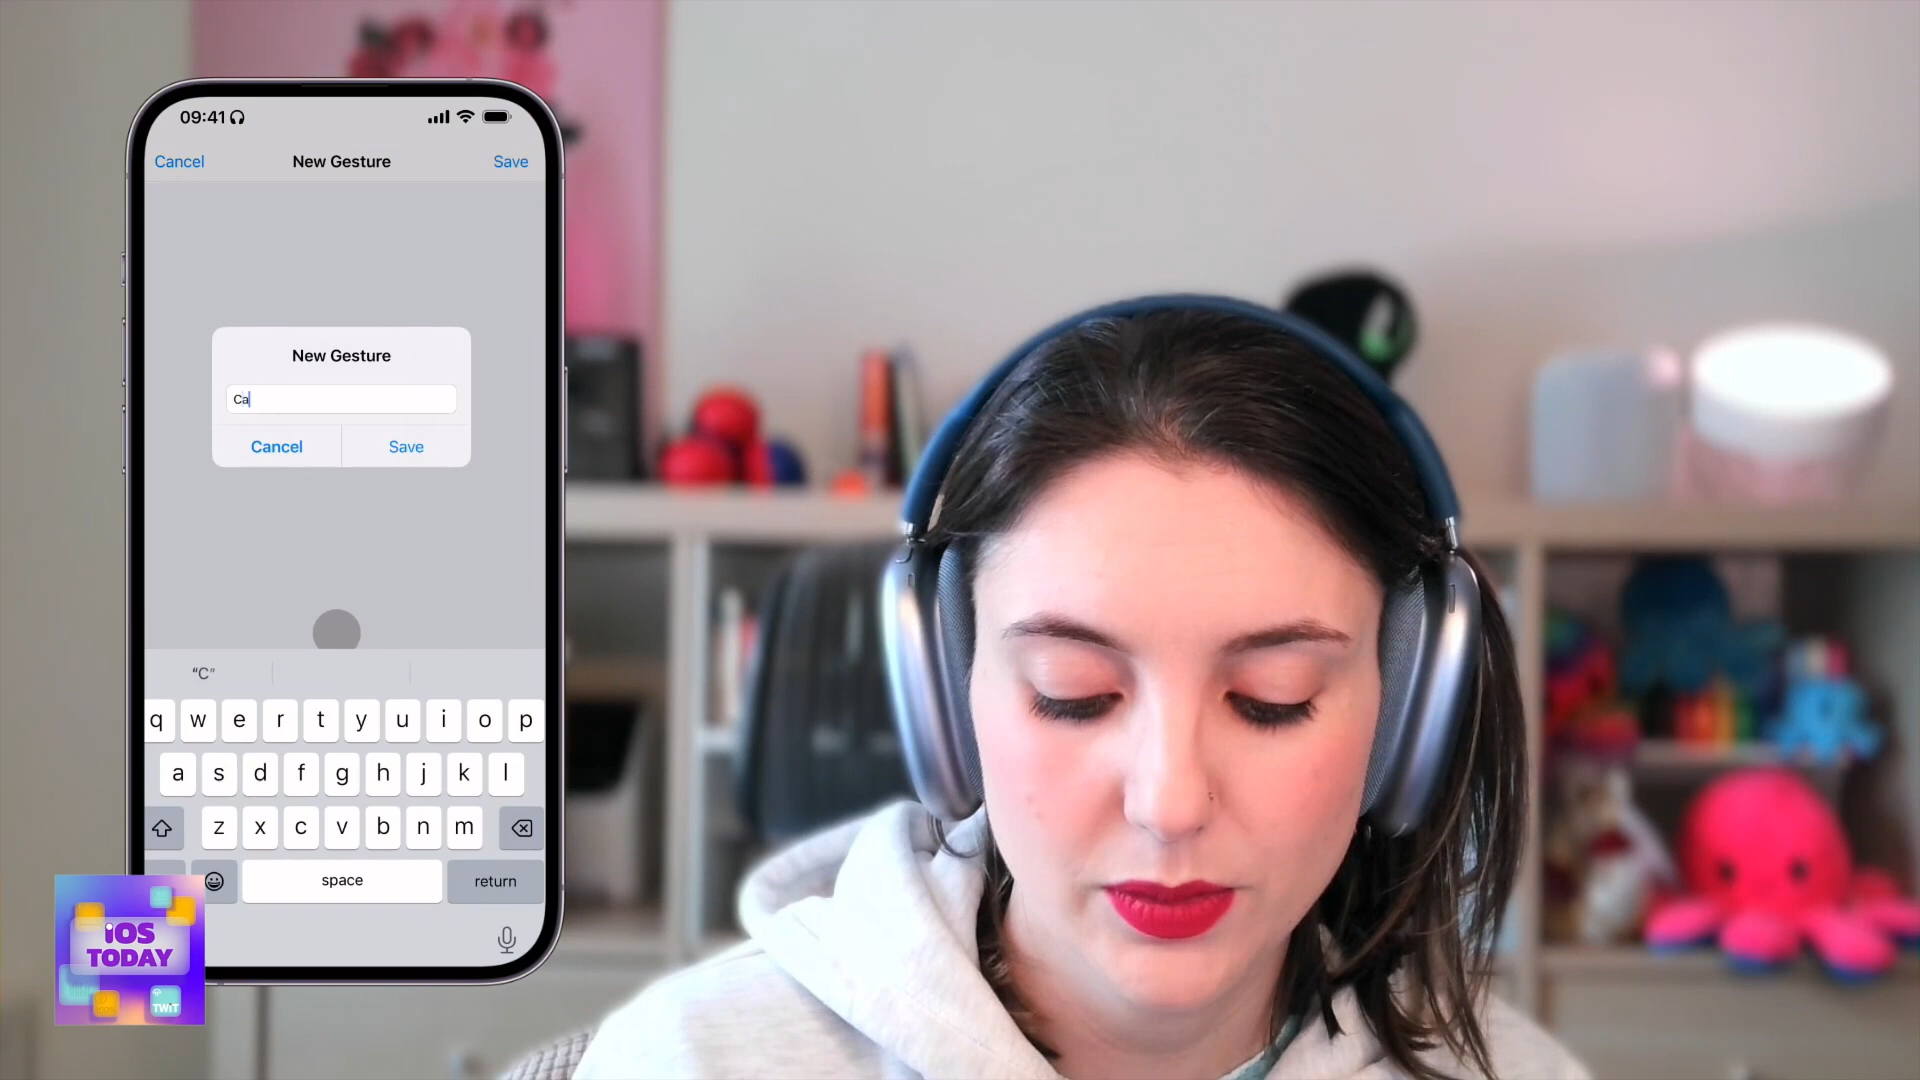 09:41
Cancel New Gesture Save
New Gesture
Ca
Cancel Save
“C”
q w e r t y u i o p
a s d f g h j k l
z x c v b n m
space return
iOS
TODAY
TWiT